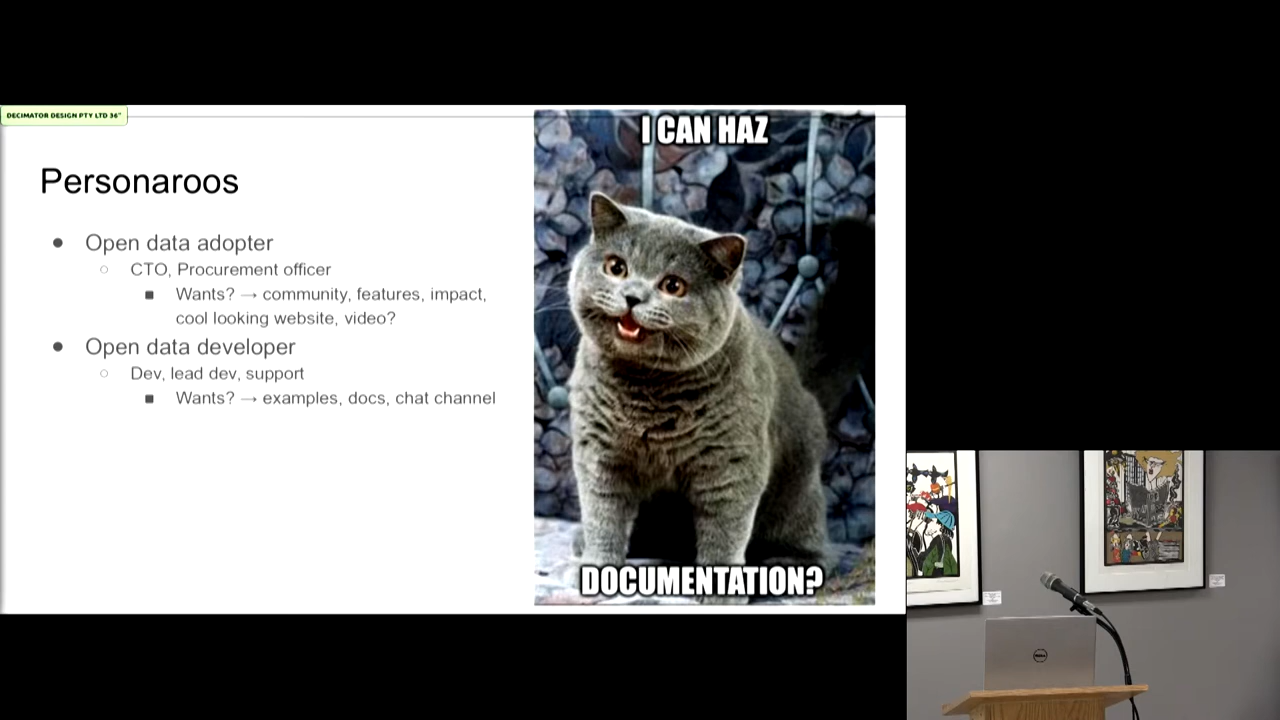 DECIMATOR DESIGN PTY LTD 36"
Personaroos
● Open data adopter
○ CTO, Procurement officer
■ Wants? → community, features, impact,
cool looking website, video?
● Open data developer
○ Dev, lead dev, support
■ Wants? → examples, docs, chat channel
I CAN HAZ
DOCUMENTATION?
DELL